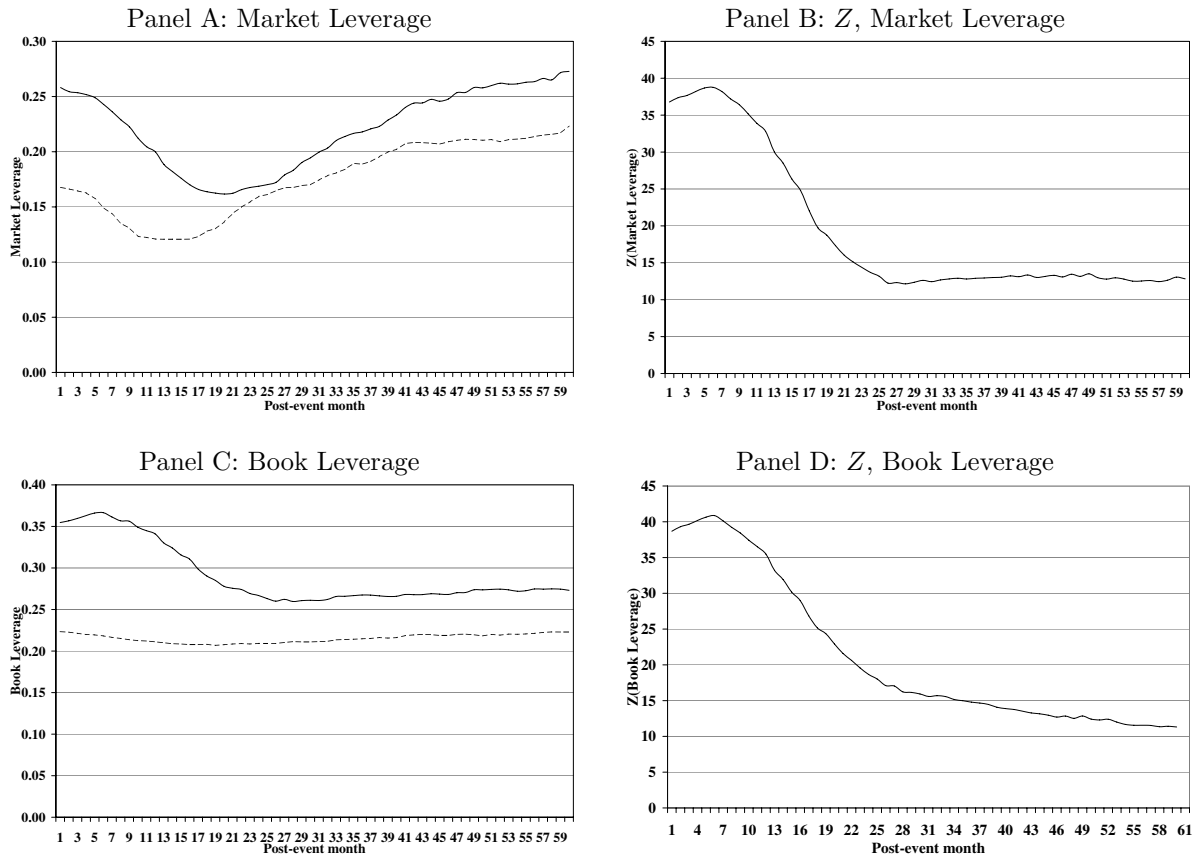 Panel A: Market Leverage
0.30
0.25
0.20
0.15
0.10
0.05
0.00
Market Leverage
1 3 5 7 9 11 13 15 17 19 21 23 25 27 29 31 33 35 37 39 41 43 45 47 49 51 53 55 57 59
Post-event month
Panel B: Z, Market Leverage
45
40
35
30
25
20
15
10
5
0
Z(Market Leverage)
1 3 5 7 9 11 13 15 17 19 21 23 25 27 29 31 33 35 37 39 41 43 45 47 49 51 53 55 57 59
Post-event month
Panel C: Book Leverage
0.40
0.35
0.30
0.25
0.20
0.15
0.10
0.05
0.00
Book Leverage
1 3 5 7 9 11 13 15 17 19 21 23 25 27 29 31 33 35 37 39 41 43 45 47 49 51 53 55 57 59
Post-event month
Panel D: Z, Book Leverage
45
40
35
30
25
20
15
10
5
0
Z(Book Leverage)
1 4 7 10 13 16 19 22 25 28 31 34 37 40 43 46 49 52 55 58 61
Post-event month